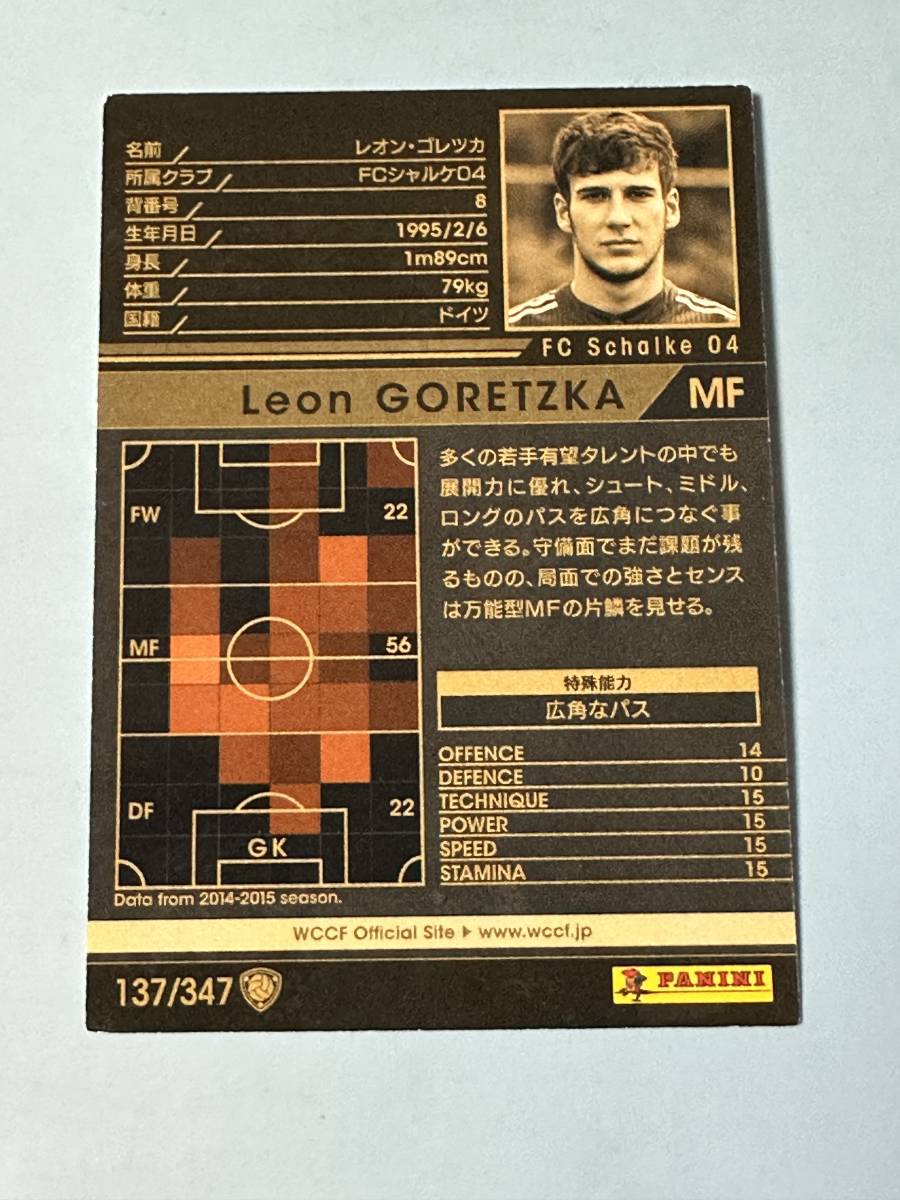 名前 レオン・ゴレツカ
所属クラブ FCシャルケ04
背番号 8
生年月日 1995/2/6
身長 1m89cm
体重 79kg
国籍 ドイツ
FC Schalke 04
Leon GORETZKA MF
FW 22
MF 56
DF 22
GK
Data from 2014-2015 season.
多くの若手有望タレントの中でも
展開力に優れ、シュート、ミドル、
ロングのパスを広角につなぐ事
ができる。守備面でまだ課題が残
るものの、局面での強さとセンス
は万能型MFの片鱗を見せる。
特殊能力
広角なパス
OFFENCE 14
DEFENCE 10
TECHNIQUE 15
POWER 15
SPEED 15
STAMINA 15
WCCF Official Site ▶ www.wccf.jp
137/347
PANINI